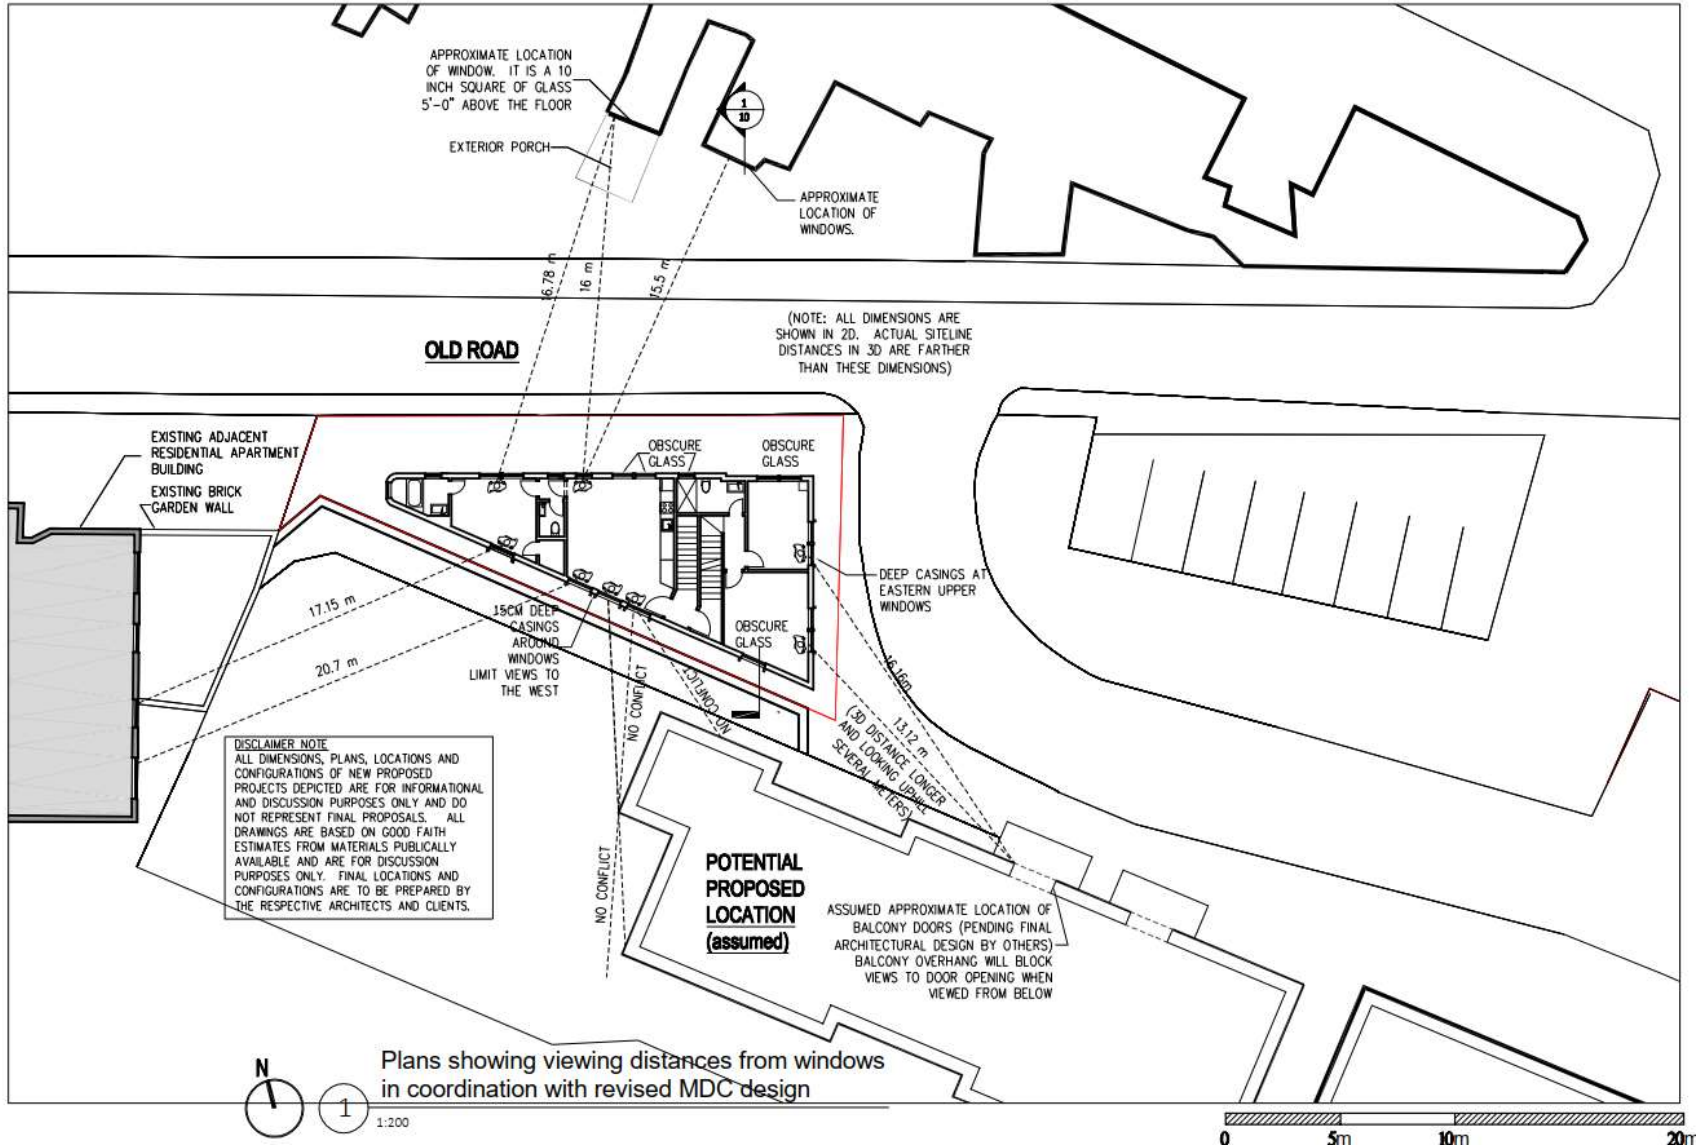 APPROXIMATE LOCATION
OF WINDOW. IT IS A 10
INCH SQUARE OF GLASS
5'-0" ABOVE THE FLOOR
EXTERIOR PORCH
1
10
APPROXIMATE
LOCATION OF
WINDOWS.
16.78 m
16 m
15.5 m
(NOTE: ALL DIMENSIONS ARE
SHOWN IN 2D. ACTUAL SITELINE
DISTANCES IN 3D ARE FARTHER
THAN THESE DIMENSIONS)
OLD ROAD
EXISTING ADJACENT
RESIDENTIAL APARTMENT
BUILDING
EXISTING BRICK
GARDEN WALL
OBSCURE
GLASS
OBSCURE
GLASS
DEEP CASINGS AT
EASTERN UPPER
WINDOWS
17.15 m
20.7 m
15CM DEEP
CASINGS
AROUND
WINDOWS
LIMIT VIEWS TO
THE WEST
OBSCURE
GLASS
NO CONFLICT
NO CONFLICT
NO CONFLICT
16.16m
13.12 m
(3D DISTANCE LONGER
AND LOOKING UPHILL
SEVERAL METERS)
DISCLAIMER NOTE
ALL DIMENSIONS, PLANS, LOCATIONS AND
CONFIGURATIONS OF NEW PROPOSED
PROJECTS DEPICTED ARE FOR INFORMATIONAL
AND DISCUSSION PURPOSES ONLY AND DO
NOT REPRESENT FINAL PROPOSALS. ALL
DRAWINGS ARE BASED ON GOOD FAITH
ESTIMATES FROM MATERIALS PUBLICALLY
AVAILABLE AND ARE FOR DISCUSSION
PURPOSES ONLY. FINAL LOCATIONS AND
CONFIGURATIONS ARE TO BE PREPARED BY
THE RESPECTIVE ARCHITECTS AND CLIENTS.
POTENTIAL
PROPOSED
LOCATION
(assumed)
ASSUMED APPROXIMATE LOCATION OF
BALCONY DOORS (PENDING FINAL
ARCHITECTURAL DESIGN BY OTHERS)
BALCONY OVERHANG WILL BLOCK
VIEWS TO DOOR OPENING WHEN
VIEWED FROM BELOW
N
1
Plans showing viewing distances from windows
in coordination with revised MDC design
1:200
0 5m 10m 20m